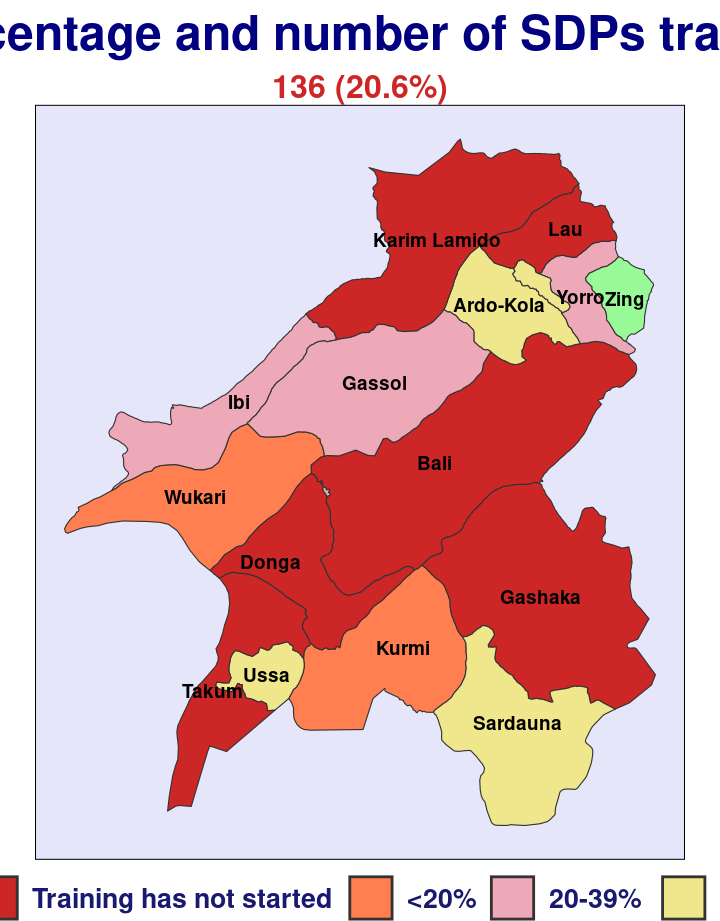 centage and number of SDPs tra
136 (20.6%)
Karim Lamido
Lau
Yorro
Zing
Ardo-Kola
Gassol
Ibi
Bali
Wukari
Donga
Gashaka
Kurmi
Ussa
Takum
Sardauna
Training has not started <20% 20-39%